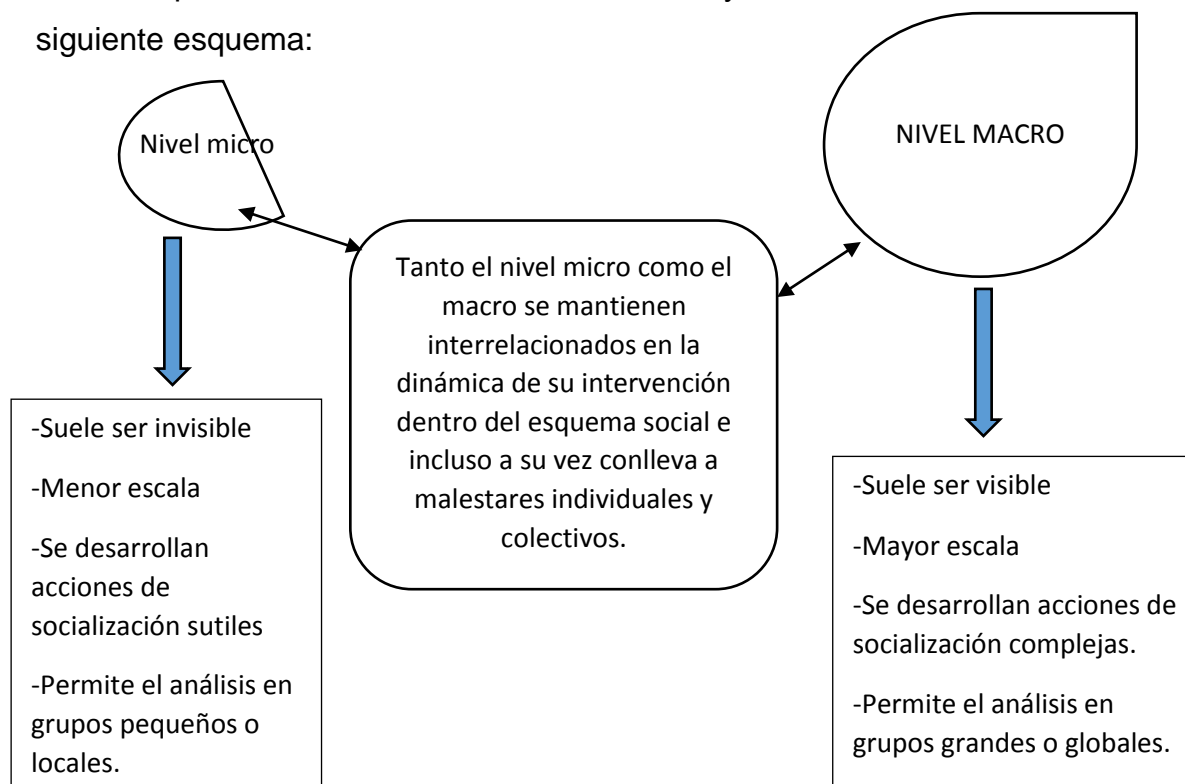 siguiente esquema:
Nivel micro
NIVEL MACRO
Tanto el nivel micro como el
macro se mantienen
interrelacionados en la
dinámica de su intervención
dentro del esquema social e
incluso a su vez conlleva a
malestares individuales y
colectivos.
-Suele ser invisible
-Menor escala
-Se desarrollan
acciones de
socialización sutiles
-Permite el análisis en
grupos pequeños o
locales.
-Suele ser visible
-Mayor escala
-Se desarrollan acciones de
socialización complejas.
-Permite el análisis en
grupos grandes o globales.